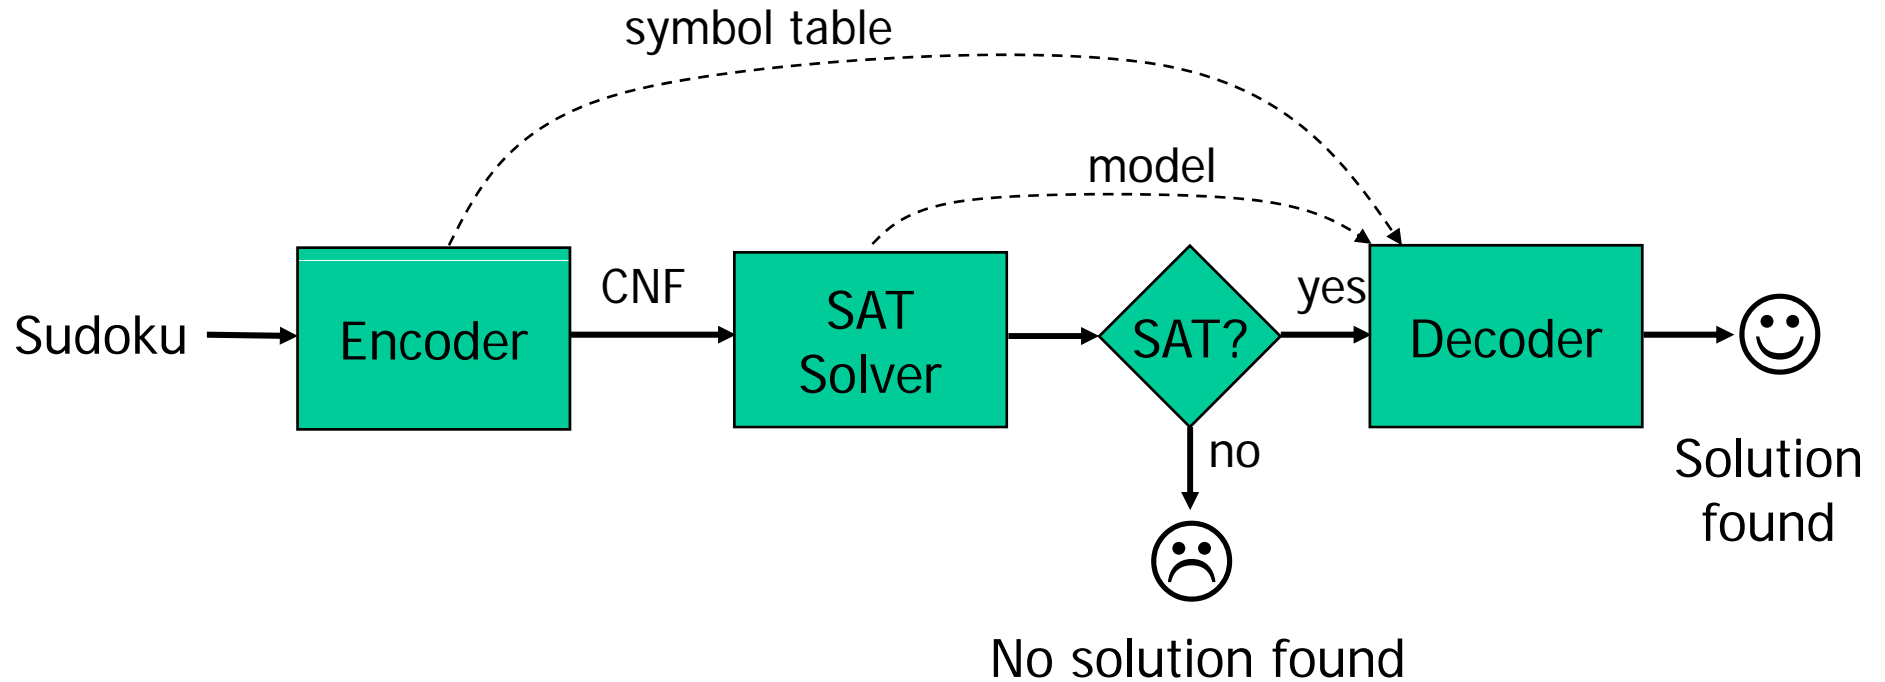 symbol table
model
CNF
yes
Sudoku
Encoder
SAT
Solver
SAT?
Decoder
no
Solution
found
No solution found